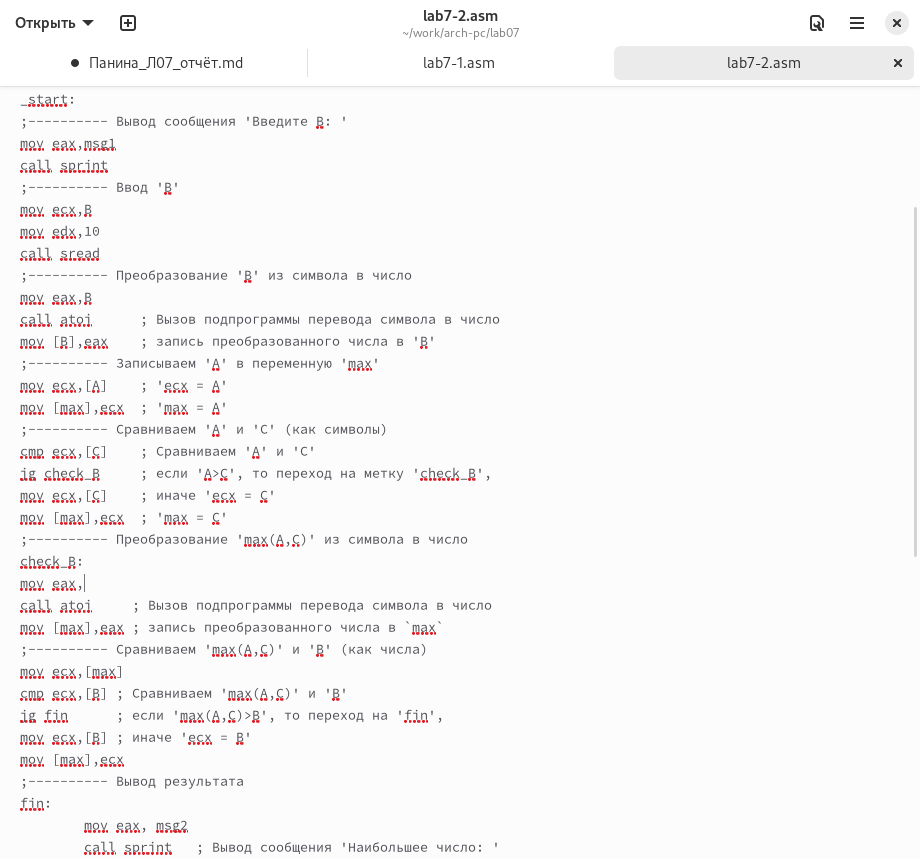 Открыть
lab7-2.asm
~/work/arch-pc/lab07
Панина_Л07_отчёт.md
lab7-1.asm
lab7-2.asm
_start:
;---------- Вывод сообщения 'Введите B: '
mov eax,msg1
call sprint
;---------- Ввод 'B'
mov ecx,B
mov edx,10
call sread
;---------- Преобразование 'B' из символа в число
mov eax,B
call atoi      ; Вызов подпрограммы перевода символа в число
mov [B],eax    ; запись преобразованного числа в 'B'
;---------- Записываем 'A' в переменную 'max'
mov ecx,[A]    ; 'ecx = A'
mov [max],ecx  ; 'max = A'
;---------- Сравниваем 'A' и 'С' (как символы)
cmp ecx,[C]    ; Сравниваем 'A' и 'С'
jg check_B     ; если 'A>C', то переход на метку 'check_B',
mov ecx,[C]    ; иначе 'ecx = C'
mov [max],ecx  ; 'max = C'
;---------- Преобразование 'max(A,C)' из символа в число
check_B:
mov eax,
call atoi     ; Вызов подпрограммы перевода символа в число
mov [max],eax ; запись преобразованного числа в `max`
;---------- Сравниваем 'max(A,C)' и 'B' (как числа)
mov ecx,[max]
cmp ecx,[B] ; Сравниваем 'max(A,C)' и 'B'
jg fin      ; если 'max(A,C)>B', то переход на 'fin',
mov ecx,[B] ; иначе 'ecx = B'
mov [max],ecx
;---------- Вывод результата
fin:
        mov eax, msg2
        call sprint   ; Вывод сообщения 'Наибольшее число: '